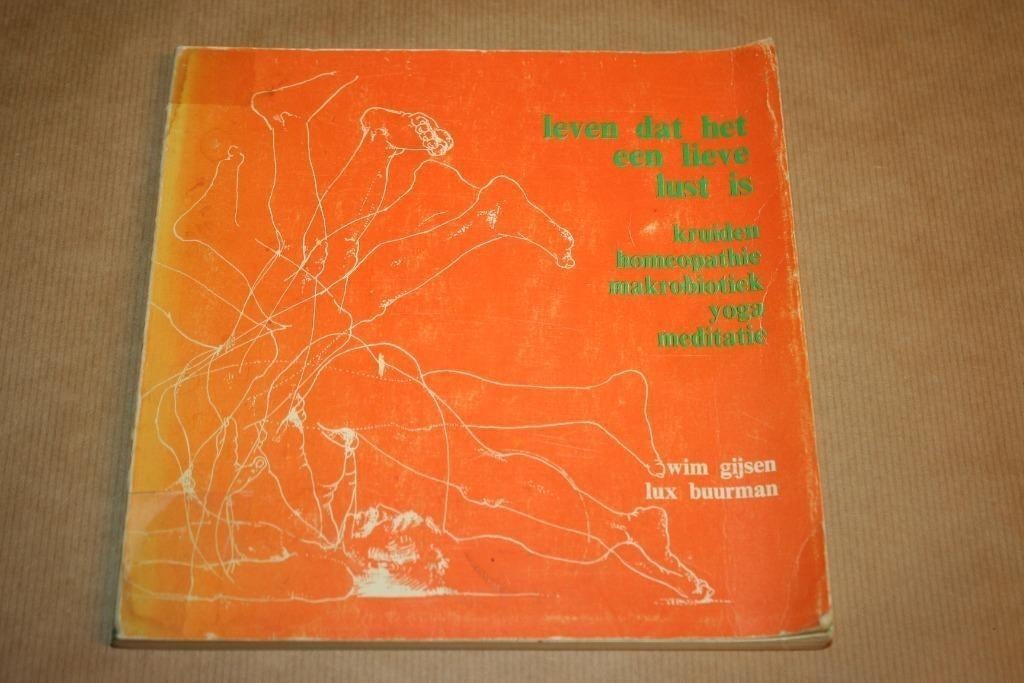 leven dat het
een lieve
lust is
kruiden
homeopathie
makrobiotiek
yoga
meditatie
wim gijsen
lux buurman